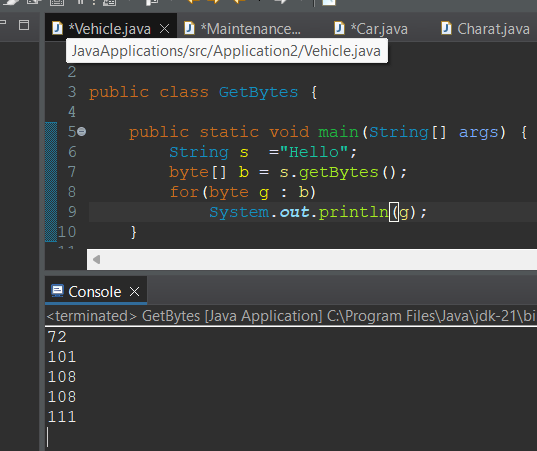 *Vehicle.java *Maintenance... *Car.java Charat.java
JavaApplications/src/Application2/Vehicle.java
2
3 public class GetBytes {
4
5 public static void main(String[] args) {
6 String s  ="Hello";
7 byte[] b = s.getBytes();
8 for(byte g : b)
9 System.out.println(g);
10 }
11
Console
<terminated> GetBytes [Java Application] C:\Program Files\Java\jdk-21\bi
72
101
108
108
111